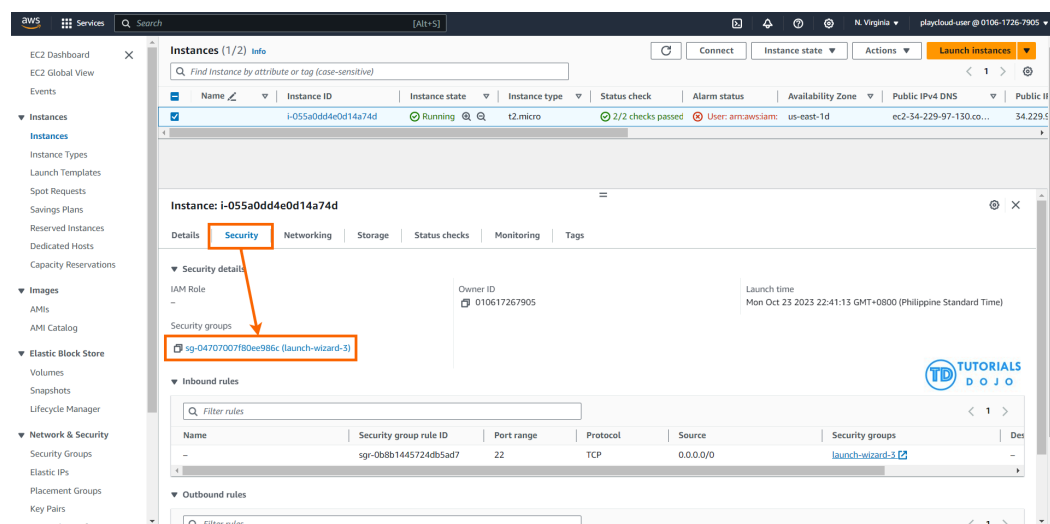 aws Services Search [Alt+S] N. Virginia playcloud-user @ 0106-1726-7905
EC2 Dashboard
EC2 Global View
Events
Instances
Instances
Instance Types
Launch Templates
Spot Requests
Savings Plans
Reserved Instances
Dedicated Hosts
Capacity Reservations
Images
AMIs
AMI Catalog
Elastic Block Store
Volumes
Snapshots
Lifecycle Manager
Network & Security
Security Groups
Elastic IPs
Placement Groups
Key Pairs
Instances (1/2) Info Connect Instance state Actions Launch instances
Find Instance by attribute or tag (case-sensitive) 1
Name Instance ID Instance state Instance type Status check Alarm status Availability Zone Public IPv4 DNS Public IP
i-055a0dd4e0d14a74d Running t2.micro 2/2 checks passed User: arn:aws:iam: us-east-1d ec2-34-229-97-130.co... 34.229.9
Instance: i-055a0dd4e0d14a74d
Details Security Networking Storage Status checks Monitoring Tags
Security details
IAM Role Owner ID Launch time
– 010617267905 Mon Oct 23 2023 22:41:13 GMT+0800 (Philippine Standard Time)
Security groups
sg-04707007f80ee986c (launch-wizard-3)
TD TUTORIALS
DOJO
Inbound rules
Filter rules 1
Name Security group rule ID Port range Protocol Source Security groups Des
– sgr-0b8b1445724db5ad7 22 TCP 0.0.0.0/0 launch-wizard-3 –
Outbound rules
Filter rules 1